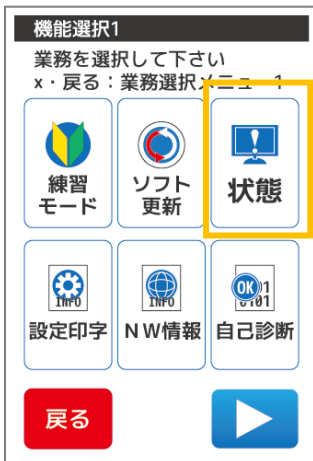 機能選択1
業務を選択して下さい
x・戻る：業務選択メニュー1
練習
モード
ソフト
更新
状態
INFO
設定印字
INFO
NW情報
OK
0101
自己診断
戻る